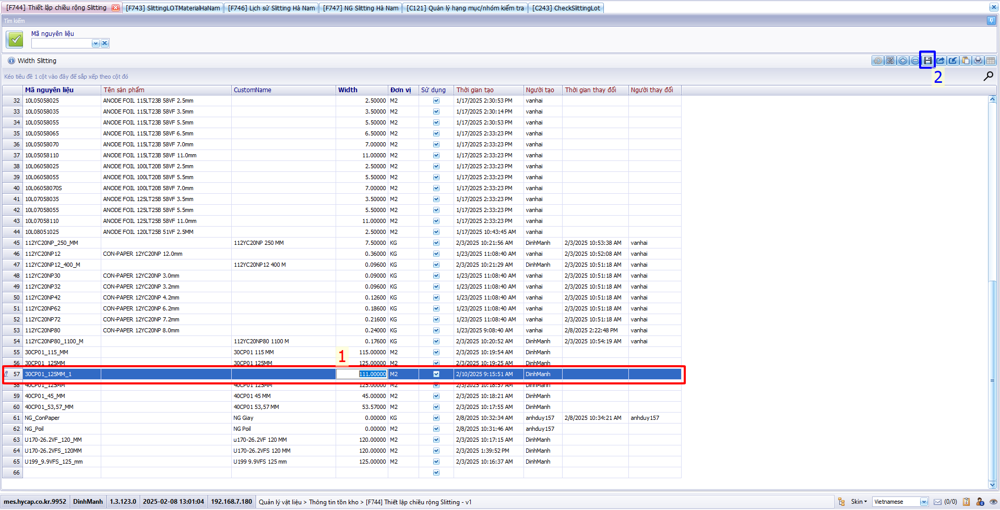 [F744] Thiết lập chiều rộng Slitting [F743] SlittingLOTMaterialHaNam [F746] Lịch sử Slitting Hà Nam [F747] NG Slitting Hà Nam [C121] Quản lý hạng mục/nhóm kiểm tra [C243] CheckSlittingLot
Tìm kiếm
Mã nguyên liệu
Width Slitting
2
Kéo tiêu đề 1 cột vào đây để sắp xếp theo cột đó
Mã nguyên liệu Tên sản phẩm CustomName Width Đơn vị Sử dụng Thời gian tạo Người tạo Thời gian thay đổi Người thay đổi
32 10L05058025 ANODE FOIL 115LT23B 58VF 2.5mm 2.50000 M2 1/17/2025 2:30:53 PM vanhai
33 10L05058035 ANODE FOIL 115LT23B 58VF 3.5mm 3.50000 M2 1/17/2025 2:30:14 PM vanhai
34 10L05058055 ANODE FOIL 115LT23B 58VF 5.5mm 5.50000 M2 1/17/2025 2:30:53 PM vanhai
35 10L05058065 ANODE FOIL 115LT23B 58VF 6.5mm 6.50000 M2 1/17/2025 2:33:23 PM vanhai
36 10L05058070 ANODE FOIL 115LT23B 58VF 7.0mm 7.00000 M2 1/17/2025 2:33:23 PM vanhai
37 10L05058110 ANODE FOIL 115LT23B 58VF 11.0mm 11.00000 M2 1/17/2025 2:33:23 PM vanhai
38 10L06058025 ANODE FOIL 100LT20B 58VF 2.5mm 2.50000 M2 1/17/2025 2:33:23 PM vanhai
39 10L06058055 ANODE FOIL 100LT20B 58VF 5.5mm 5.50000 M2 1/17/2025 2:33:23 PM vanhai
40 10L06058070S ANODE FOIL 100LT20B 58VF 7.0mm 7.00000 M2 1/17/2025 2:33:23 PM vanhai
41 10L07058035 ANODE FOIL 125LT25B 58VF 3.5mm 3.50000 M2 1/17/2025 2:33:23 PM vanhai
42 10L07058055 ANODE FOIL 125LT25B 58VF 5.5mm 5.50000 M2 1/17/2025 2:33:23 PM vanhai
43 10L07058110 ANODE FOIL 125LT25B 58VF 11.0mm 11.00000 M2 1/17/2025 2:33:23 PM vanhai
44 10L08051025 ANODE FOIL 120LT25B 51VF 2.5MM 2.50000 M2 1/17/2025 10:43:45 AM vanhai
45 112YC20NP_250_MM 112YC20NP 250 MM 7.50000 KG 2/3/2025 10:21:56 AM DinhManh 2/3/2025 10:53:38 AM vanhai
46 112YC20NP12 CON-PAPER 12YC20NP 12.0mm 0.36000 KG 1/23/2025 11:08:40 AM vanhai 2/3/2025 10:52:08 AM vanhai
47 112YC20NP12_400_M 112YC20NP12 400 M 0.09600 KG 2/3/2025 10:21:29 AM DinhManh 2/3/2025 10:51:18 AM vanhai
48 112YC20NP30 CON-PAPER 12YC20NP 3.0mm 0.09000 KG 1/23/2025 11:08:40 AM vanhai 2/3/2025 10:51:18 AM vanhai
49 112YC20NP32 CON-PAPER 12YC20NP 3.2mm 0.09600 KG 1/23/2025 11:08:40 AM vanhai 2/3/2025 10:51:18 AM vanhai
50 112YC20NP42 CON-PAPER 12YC20NP 4.2mm 0.12600 KG 1/23/2025 11:08:40 AM vanhai 2/3/2025 10:51:18 AM vanhai
51 112YC20NP62 CON-PAPER 12YC20NP 6.2mm 0.18600 KG 1/23/2025 11:08:40 AM vanhai 2/3/2025 10:51:18 AM vanhai
52 112YC20NP72 CON-PAPER 12YC20NP 7.2mm 0.21600 KG 1/23/2025 11:08:40 AM vanhai 2/3/2025 10:51:18 AM vanhai
53 112YC20NP80 CON-PAPER 12YC20NP 8.0mm 0.24000 KG 1/23/2025 9:08:40 AM vanhai 2/8/2025 2:22:48 PM vanhai
54 112YC20NP80_1100_M 112YC20NP80 1100 M 0.17600 KG 2/3/2025 10:20:52 AM DinhManh 2/3/2025 10:54:19 AM vanhai
55 30CP01_115_MM 30CP01 115 MM 115.00000 M2 2/3/2025 10:19:54 AM DinhManh
1
56 30CP01_125MM 30CP01 125MM 125.00000 M2 2/3/2025 10:19:25 AM DinhManh
57 30CP01_125MM_1 111.00000 M2 2/10/2025 9:15:51 AM DinhManh
58 40CP01_125MM 40CP01 125MM 125.00000 M2 2/3/2025 10:18:57 AM DinhManh
59 40CP01_45_MM 40CP01 45 MM 45.00000 M2 2/3/2025 10:18:21 AM DinhManh
60 40CP01_53,57_MM 40CP01 53,57 MM 53.57000 M2 2/3/2025 10:17:55 AM DinhManh
61 NG_ConPaper NG Giay 0.00000 KG 2/8/2025 10:32:34 AM anhduy157 2/8/2025 10:34:21 AM anhduy157
62 NG_Poil NG Poil 0.00000 M2 2/8/2025 10:31:46 AM anhduy157
63 U170-26.2VF_120_MM u170-26.2VF 120 MM 120.00000 M2 2/3/2025 10:17:15 AM DinhManh
64 U170-26.2VFS_120MM U170-26.2VFS 120 MM 120.00000 M2 2/3/2025 1:39:52 PM DinhManh
65 U199_9.9VFS_125_mm U199 9.9VFS 125 mm 125.00000 M2 2/3/2025 10:16:37 AM DinhManh
66
mes.hycap.co.kr.9952 DinhManh 1.3.123.0 2025-02-08 13:01:04 192.168.7.180 Quản lý vật liệu > Thông tin tồn kho > [F744] Thiết lập chiều rộng Slitting - v1 Skin Vietnamese (0/0)